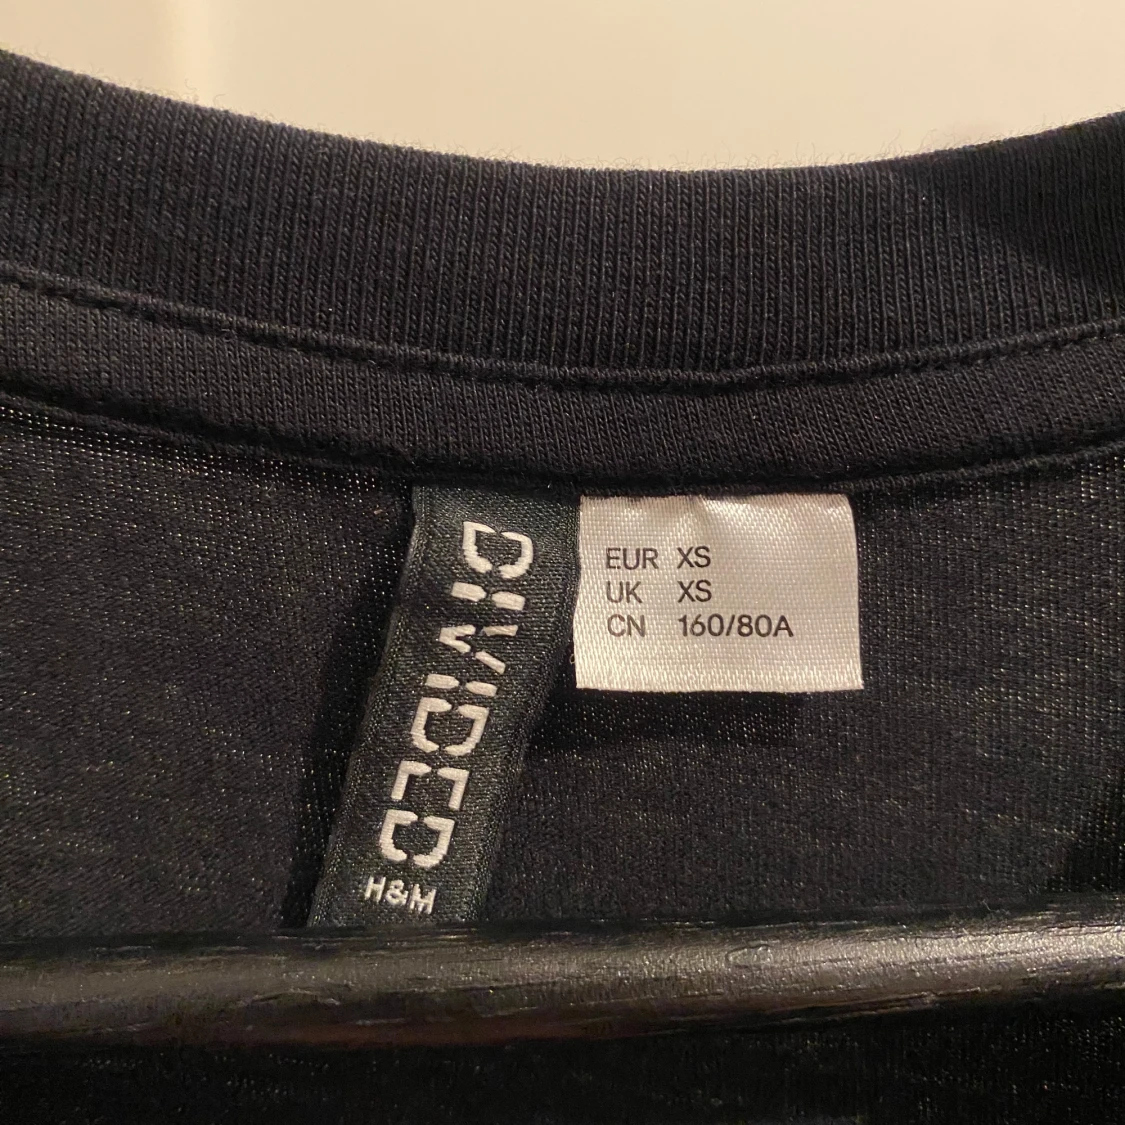 DIVIDED
H&M
EUR XS
UK XS
CN 160/80A